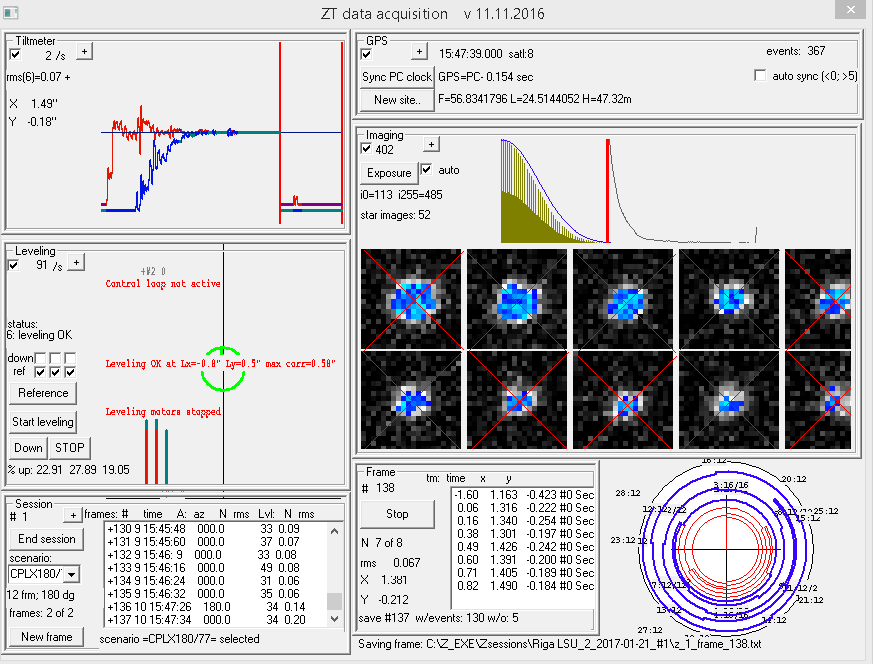 ZT data acquisition v 11.11.2016
Tiltmeter
2 /s +
rms(6)=0.07 +
X 1.49"
Y -0.18"
GPS
+ 15:47:39.000 satl:8
events: 367
Sync PC clock GPS=PC- 0.154 sec
auto sync (<0; >5)
New site.. F=56.8341796 L=24.5144052 H=47.32m
Imaging
402 +
Exposure auto
i0=113 i255=485
star images: 52
Leveling
91 /s +
+#2 0
Control loop not active
status:
6: leveling OK
Leveling OK at Lx=-0.8" Ly=0.5" max corr=0.50"
down
ref
Reference
Leveling motors stopped
Start leveling
Down STOP
% up: 22.91 27.89 19.05
Session
# 1 +
End session
scenario:
CPLX180/
12 frm; 180 dg
frames: 2 of 2
New frame
frames: # time A: az N rms Lvl: N rms
+130 9 15:45:48 000.0 33 0.09
+131 9 15:45:60 000.0 37 0.07
+132 9 15:46: 9 000.0 33 0.08
+133 9 15:46:16 000.0 49 0.08
+134 9 15:46:24 000.0 31 0.06
+135 9 15:46:32 000.0 35 0.06
+136 10 15:47:26 180.0 34 0.14
+137 10 15:47:34 000.0 34 0.20
scenario =CPLX180/77= selected
Frame
# 138
Stop
N 7 of 8
rms 0.067
X 1.381
Y -0.212
tm: time x y
-1.60 1.163 -0.423 #0 Sec
0.06 1.316 -0.222 #0 Sec
0.16 1.340 -0.254 #0 Sec
0.38 1.301 -0.197 #0 Sec
0.49 1.426 -0.242 #0 Sec
0.60 1.391 -0.200 #0 Sec
0.71 1.405 -0.189 #0 Sec
0.82 1.490 -0.184 #0 Sec
save #137 w/events: 130 w/o: 5
Saving frame: C:\Z_EXE\Zsessions\Riga LSU_2_2017-01-21_#1\z_1_frame_138.txt
16:12
20:12
3:16/16
28:12
25:12
15:12
23:12
21:12
13/12
27:12